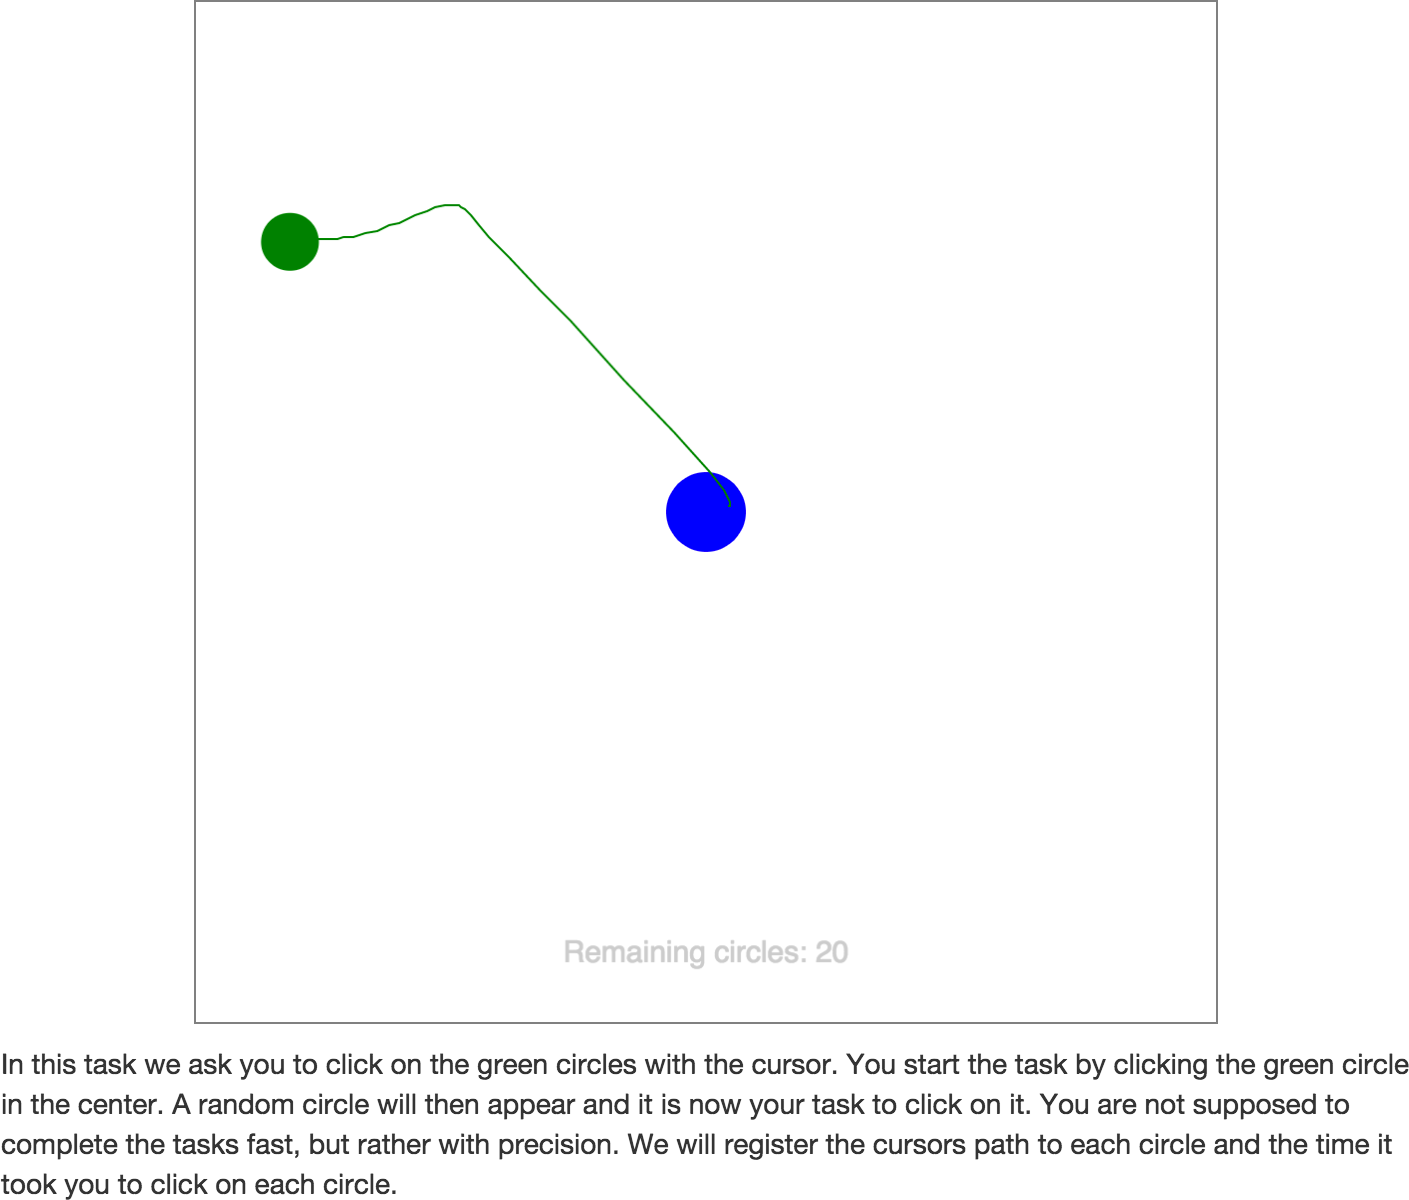 Remaining circles: 20
In this task we ask you to click on the green circles with the cursor. You start the task by clicking the green circle
in the center. A random circle will then appear and it is now your task to click on it. You are not supposed to
complete the tasks fast, but rather with precision. We will register the cursors path to each circle and the time it
took you to click on each circle.